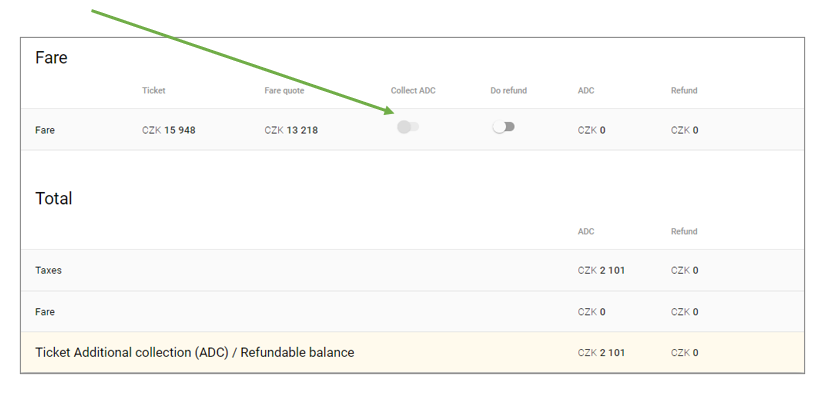 Fare
Ticket Fare quote Collect ADC Do refund ADC Refund
Fare CZK 15 948 CZK 13 218 CZK 0 CZK 0
Total
ADC Refund
Taxes CZK 2 101 CZK 0
Fare CZK 0 CZK 0
Ticket Additional collection (ADC) / Refundable balance CZK 2 101 CZK 0